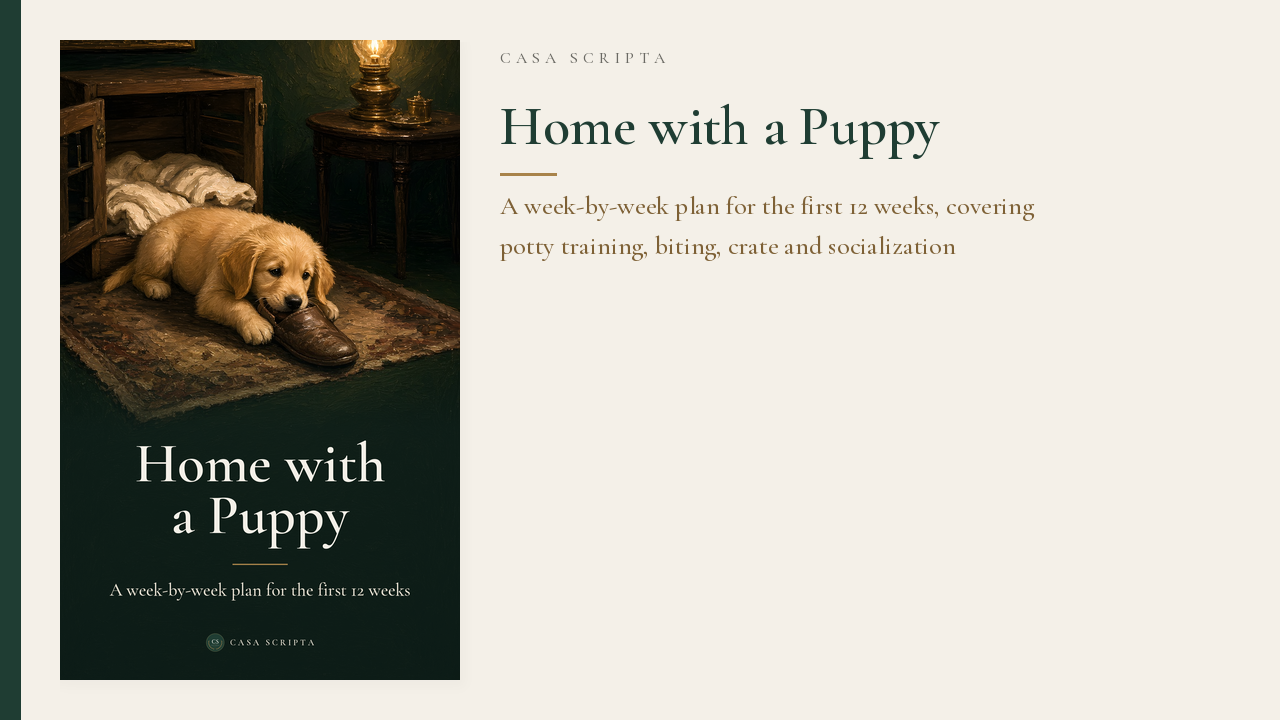 Home with
a Puppy
A week-by-week plan for the first 12 weeks
CS CASA SCRIPTA
CASA SCRIPTA
Home with a Puppy
A week-by-week plan for the first 12 weeks, covering
potty training, biting, crate and socialization